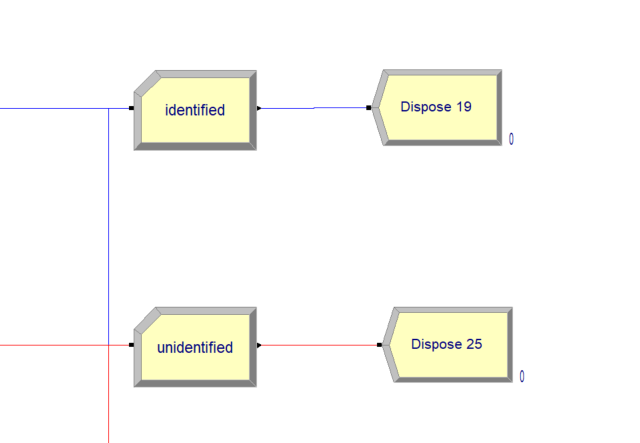 identified
Dispose 19
0
unidentified
Dispose 25
0